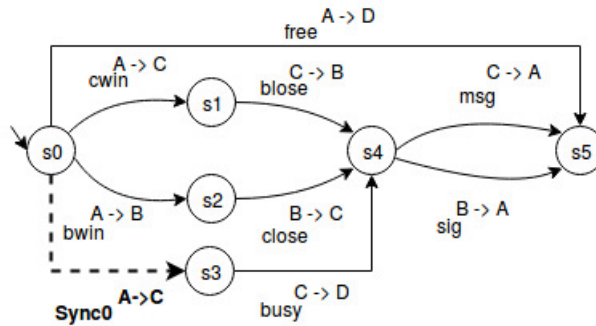 A -> D
free
A -> C
cwin
C -> B
blose
C -> A
msg
s0
s1
s4
s5
s2
A -> B
bwin
B -> C
close
B -> A
sig
s3
Sync0 A->C
C -> D
busy